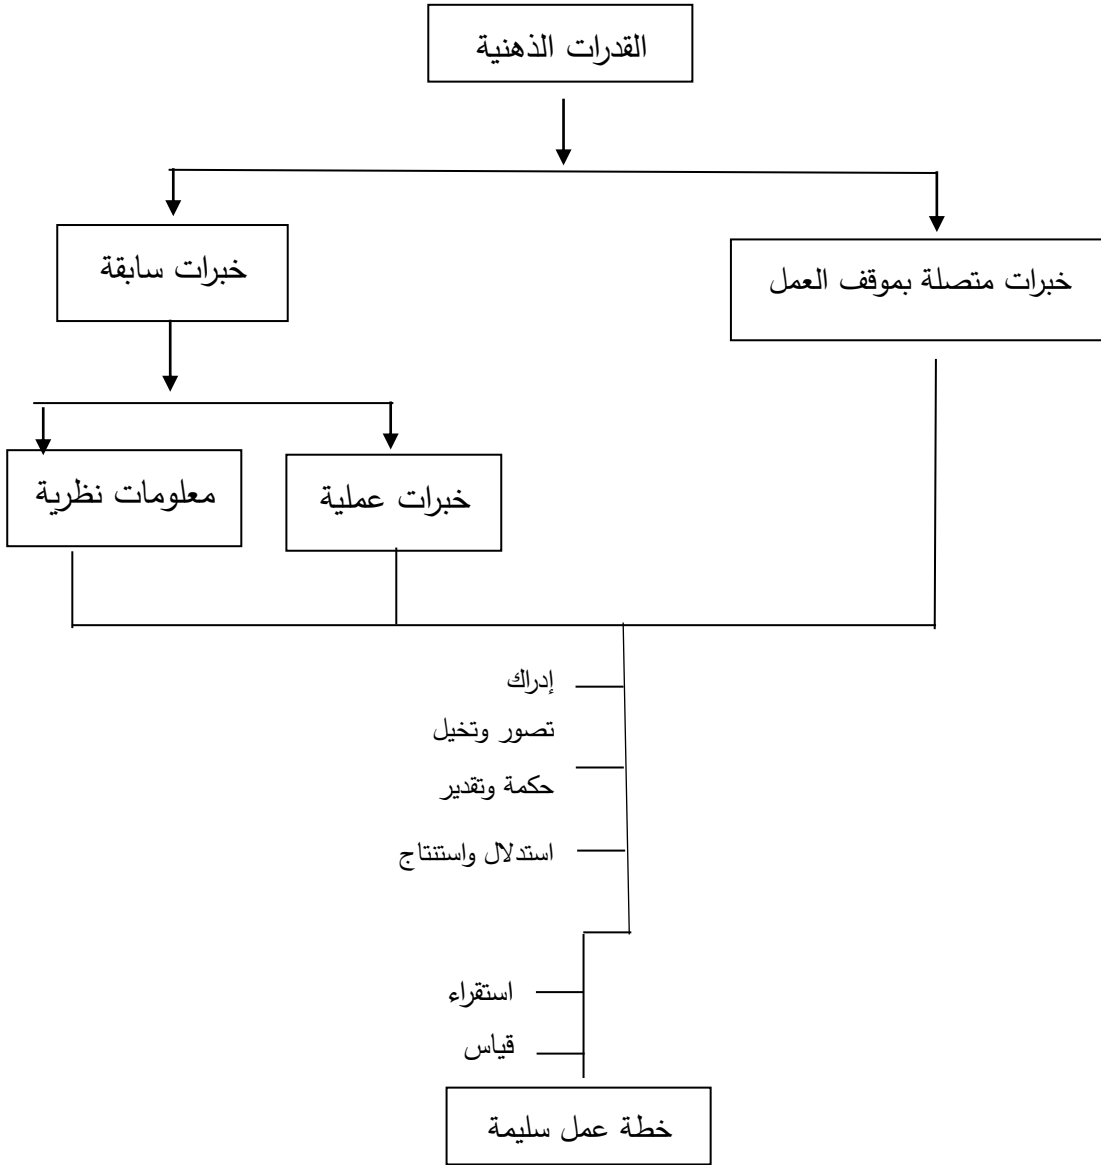 القدرات الذهنية
خبرات متصلة بموقف العمل
خبرات سابقة
خبرات عملية
معلومات نظرية
إدراك
تصور وتخيل
حكمة وتقدير
استدلال واستنتاج
استقراء
قياس
خطة عمل سليمة